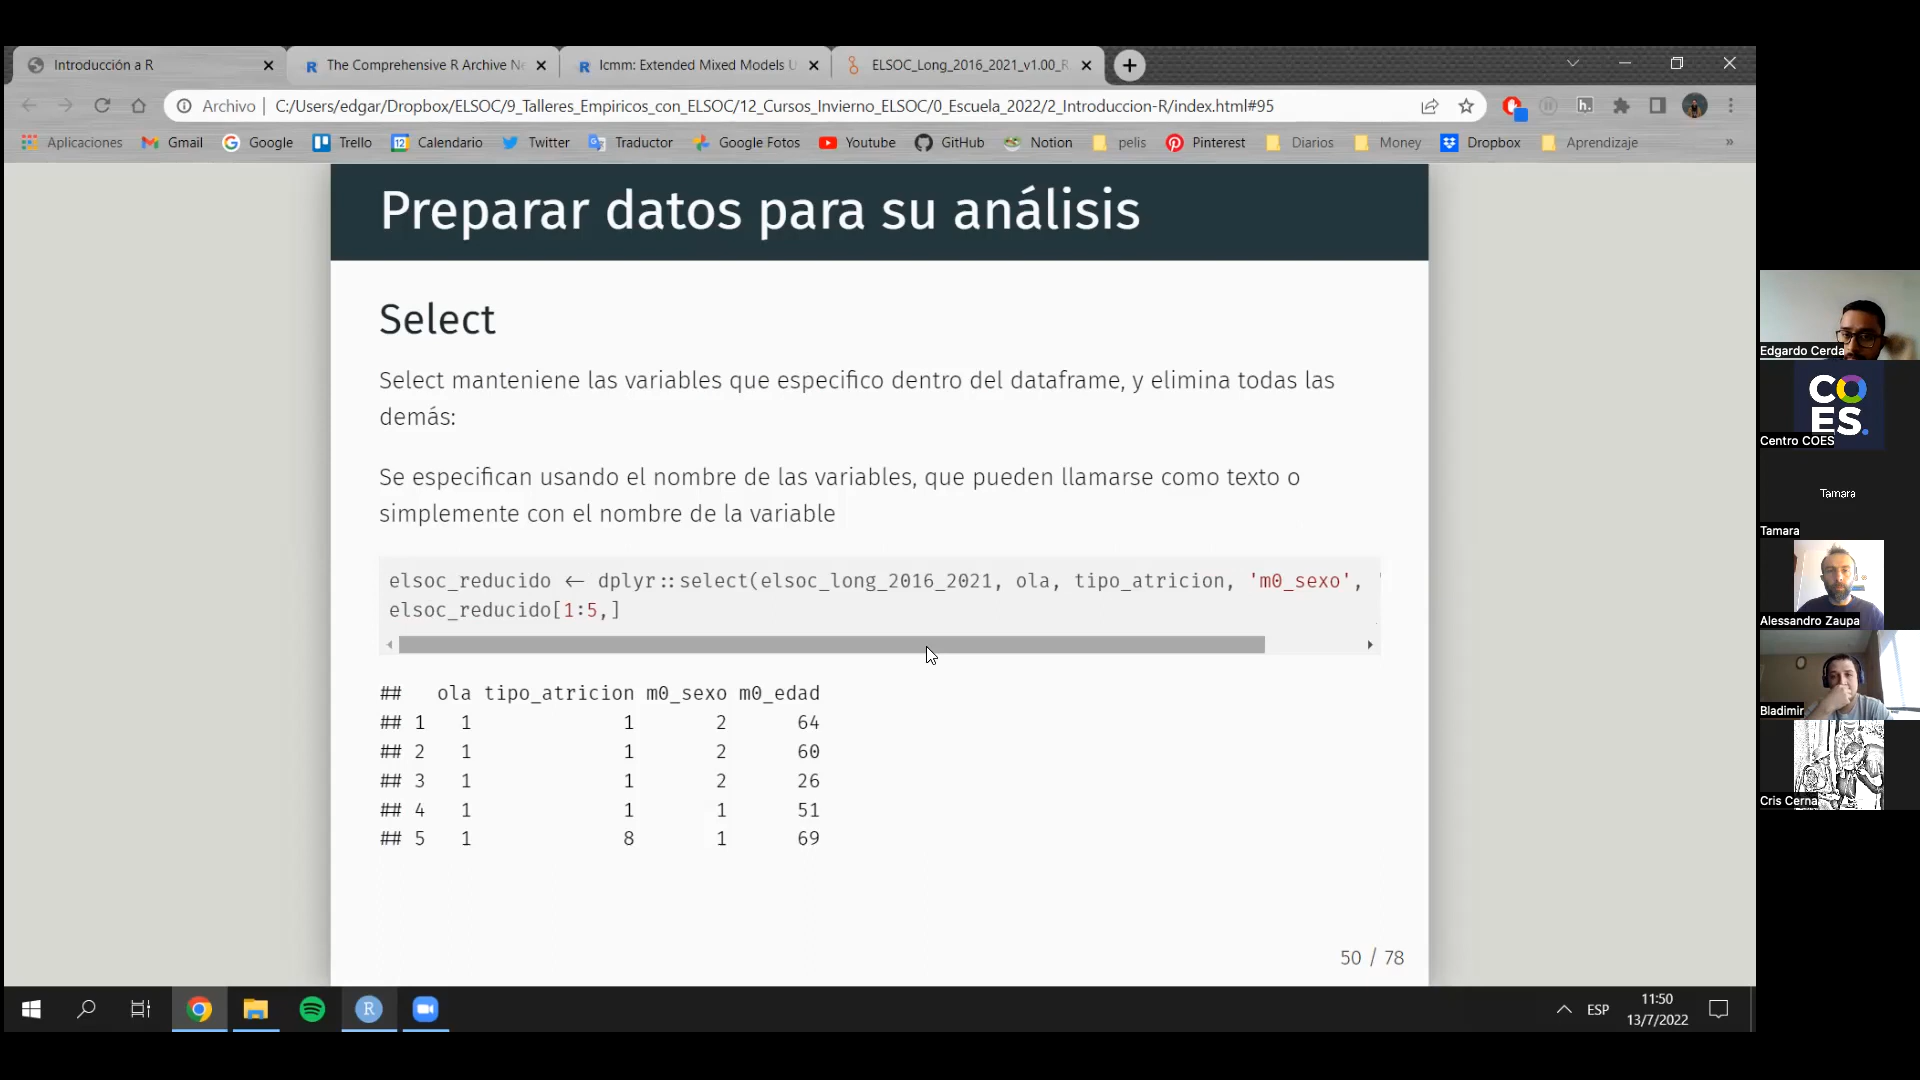 Introducción a R
The Comprehensive R Archive Ne
lcmm: Extended Mixed Models U
ELSOC_Long_2016_2021_v1.00_R
Archivo | C:/Users/edgar/Dropbox/ELSOC/9_Talleres_Empiricos_con_ELSOC/12_Cursos_Invierno_ELSOC/0_Escuela_2022/2_Introduccion-R/index.html#95
Aplicaciones Gmail Google Trello Calendario Twitter Traductor Google Fotos Youtube GitHub Notion pelis Pinterest Diarios Money Dropbox Aprendizaje »
Preparar datos para su análisis
Select
Select manteniene las variables que especifico dentro del dataframe, y elimina todas las
demás:
Se especifican usando el nombre de las variables, que pueden llamarse como texto o
simplemente con el nombre de la variable
elsoc_reducido ← dplyr::select(elsoc_long_2016_2021, ola, tipo_atricion, 'm0_sexo', '
elsoc_reducido[1:5,]
## ola tipo_atricion m0_sexo m0_edad
## 1 1 1 2 64
## 2 1 1 2 60
## 3 1 1 2 26
## 4 1 1 1 51
## 5 1 8 1 69
50 / 78
Edgardo Cerda
COES.
Centro COES
Tamara
Tamara
Alessandro Zaupa
Bladimir
Cris Cerna
ESP
11:50
13/7/2022